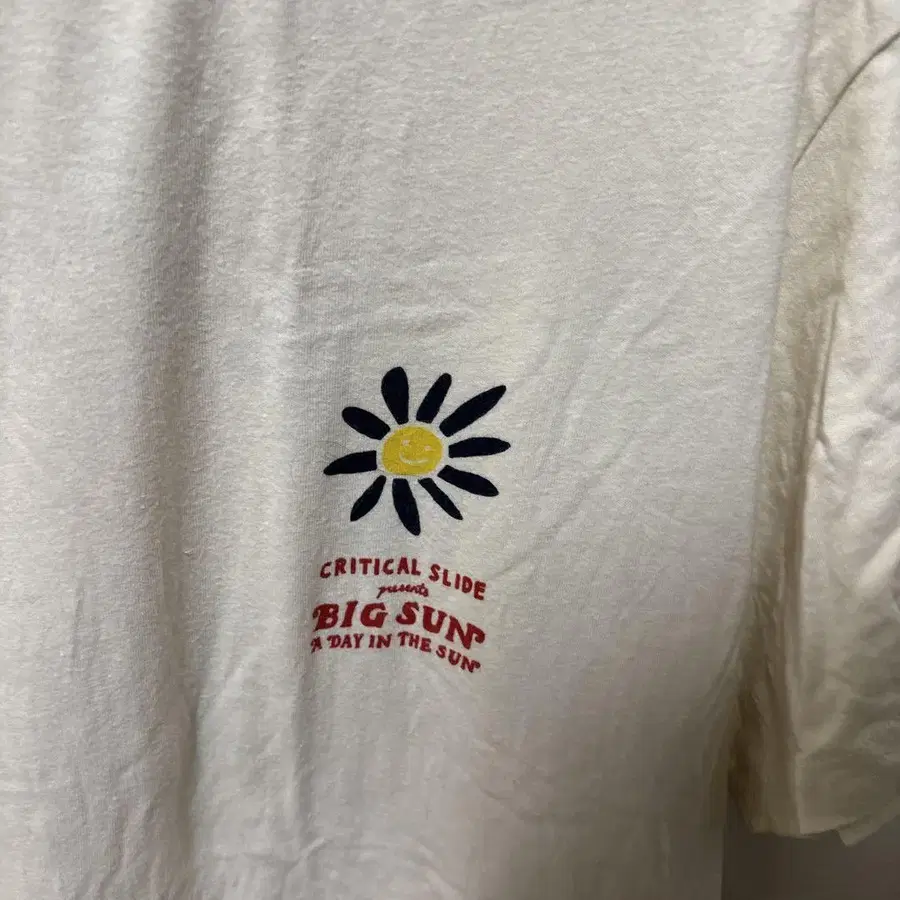 CRITICAL SLIDE
presents
BIG SUN
A DAY IN THE SUN